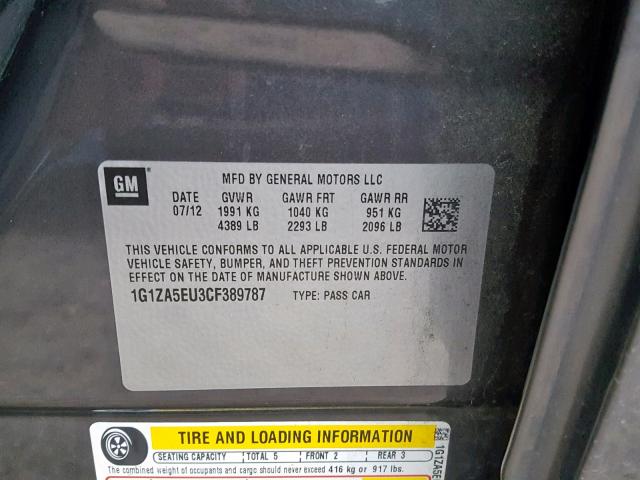 GM
MFD BY GENERAL MOTORS LLC
DATE GVWR GAWR FRT GAWR RR
07/12 1991 KG 1040 KG 951 KG
4389 LB 2293 LB 2096 LB
THIS VEHICLE CONFORMS TO ALL APPLICABLE U.S. FEDERAL MOTOR
VEHICLE SAFETY, BUMPER, AND THEFT PREVENTION STANDARDS IN
EFFECT ON THE DATE OF MANUFACTURE SHOWN ABOVE.
1G1ZA5EU3CF389787 TYPE: PASS CAR
TIRE AND LOADING INFORMATION
SEATING CAPACITY TOTAL 5 FRONT 2 REAR 3
The combined weight of occupants and cargo should never exceed 416 kg or 917 lbs.
1G1ZA5E